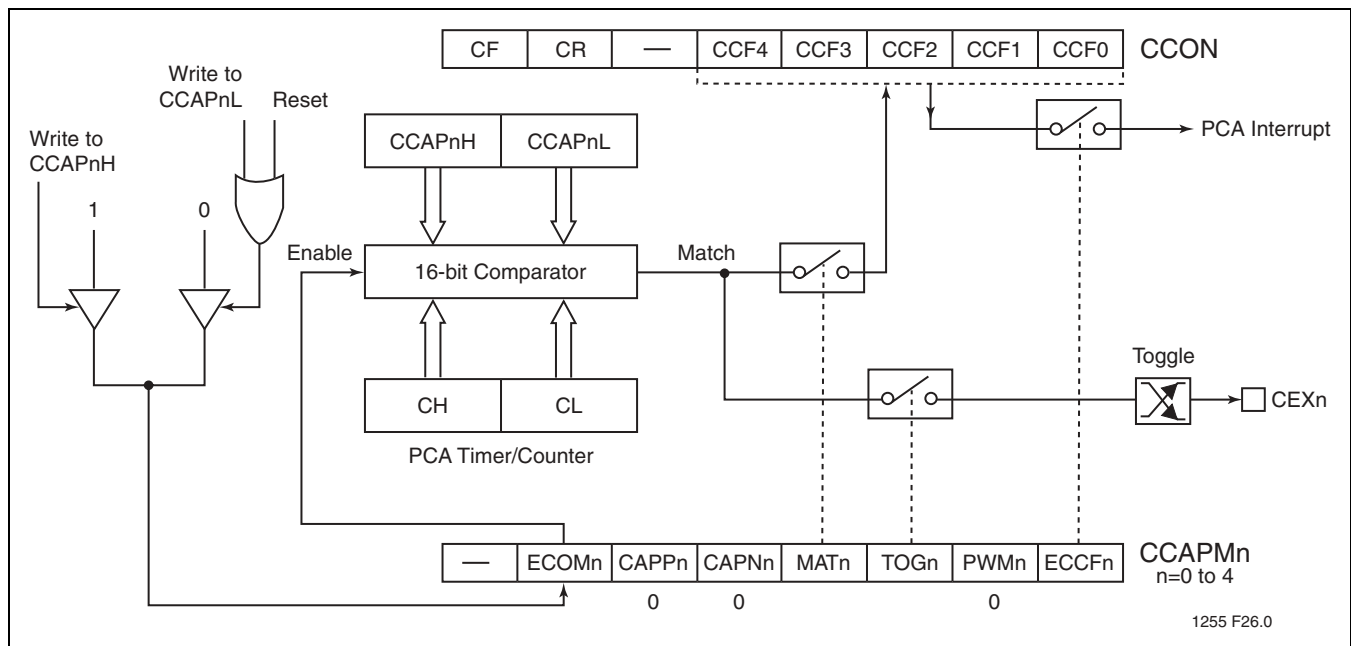 CF CR — CCF4 CCF3 CCF2 CCF1 CCF0 CCON
Write to
CCAPnL
Reset
Write to
CCAPnH
CCAPnH CCAPnL
PCA Interrupt
1 0
Enable
16-bit Comparator
Match
Toggle
CH CL
CEXn
PCA Timer/Counter
— ECOMn CAPPn CAPNn MATn TOGn PWMn ECCFn CCAPMn
n=0 to 4
0 0 0
1255 F26.0